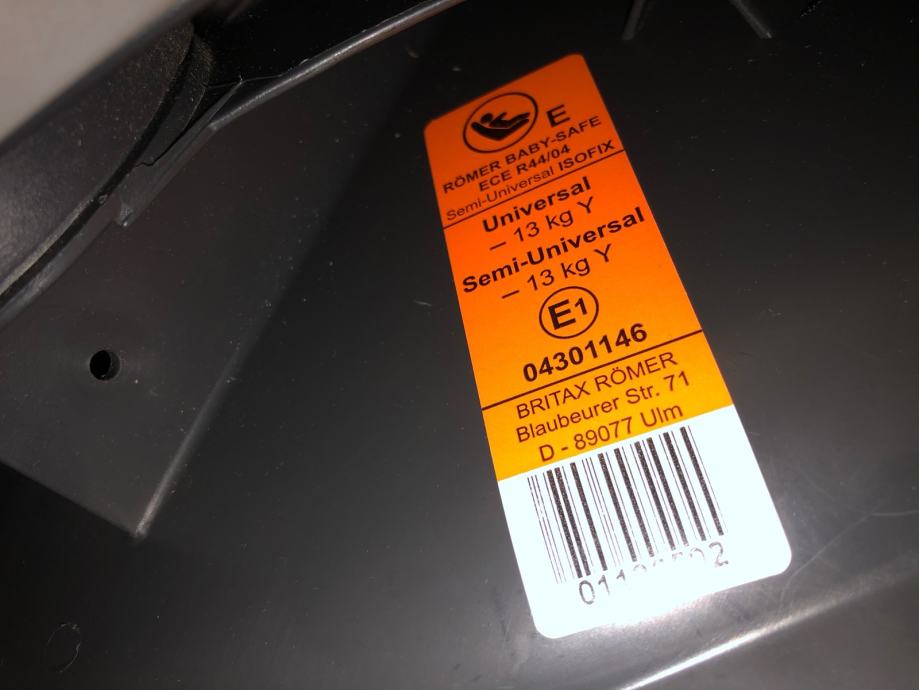 E
RÖMER BABY-SAFE
ECE R44/04
Semi-Universal ISOFIX
Universal
– 13 kg Y
Semi-Universal
– 13 kg Y
E1
04301146
BRITAX RÖMER
Blaubeurer Str. 71
D - 89077 Ulm